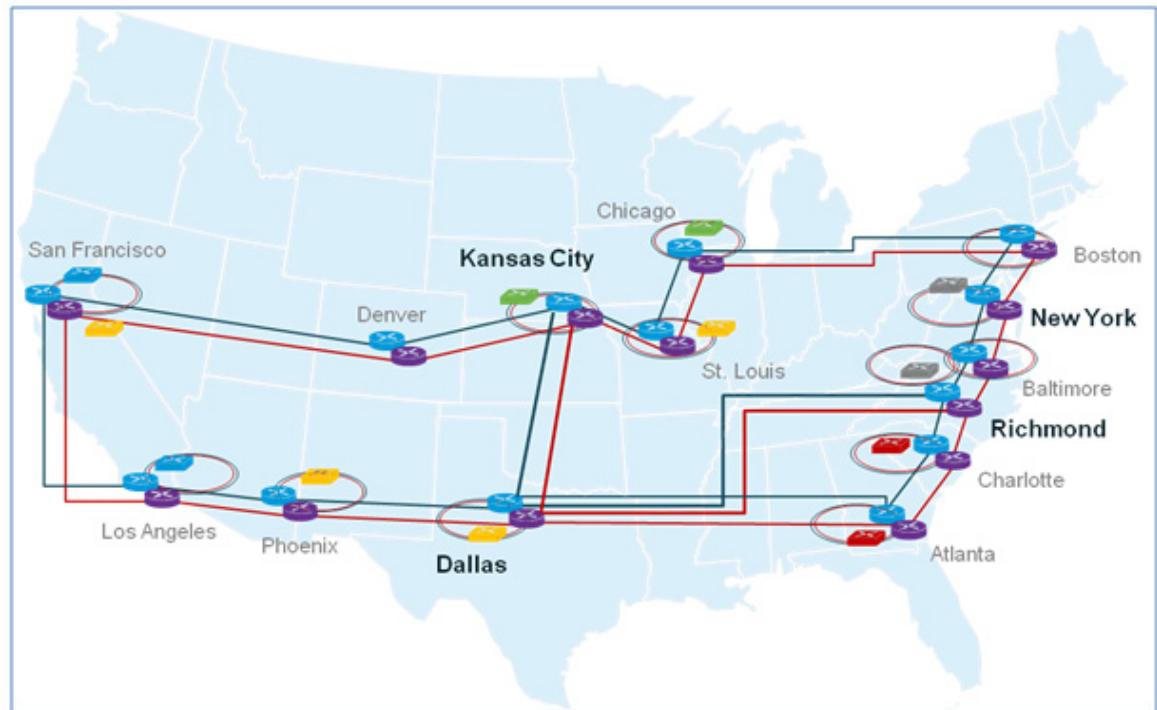 Chicago
San Francisco
Kansas City
Boston
Denver
New York
St. Louis
Baltimore
Richmond
Charlotte
Los Angeles
Phoenix
Atlanta
Dallas